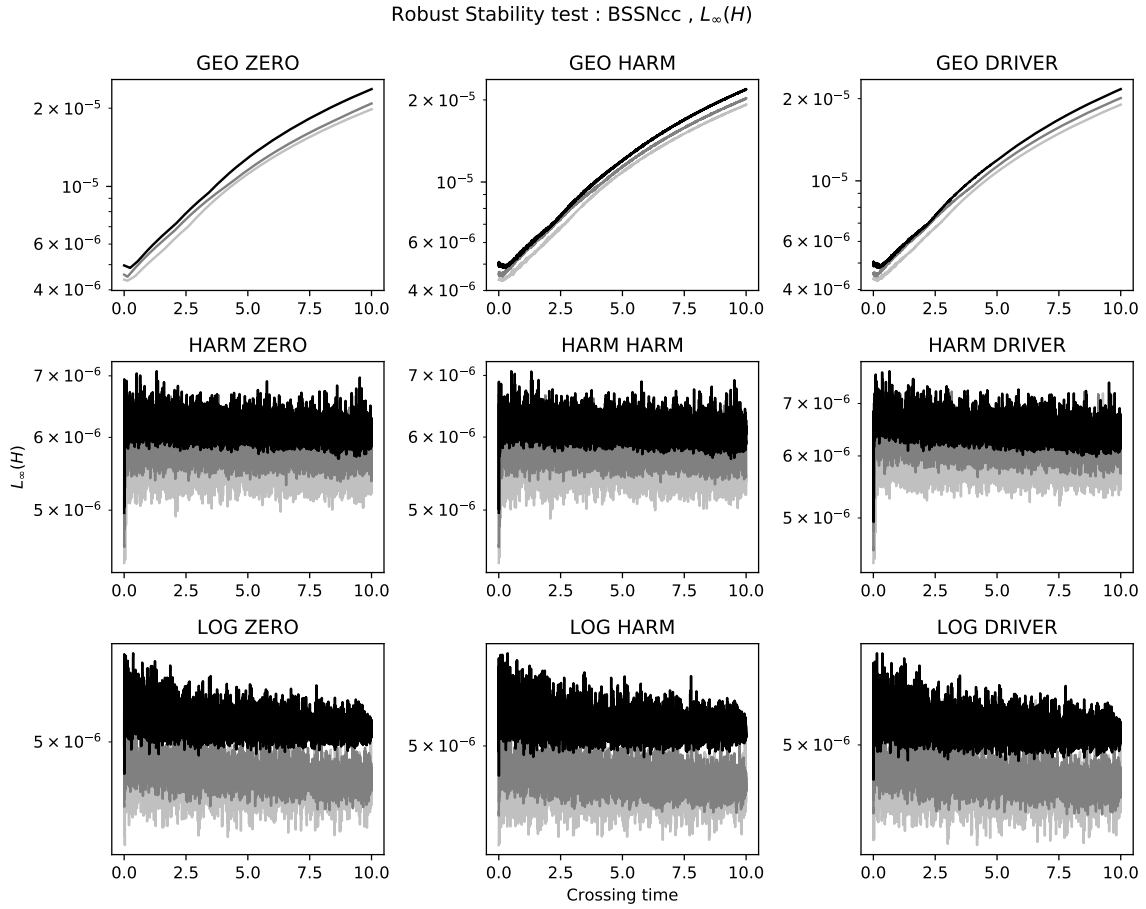 Robust Stability test : BSSNcc , L∞(H)
GEO ZERO
GEO HARM
GEO DRIVER
2 × 10⁻⁵
10⁻⁵
6 × 10⁻⁶
4 × 10⁻⁶
0.0 2.5 5.0 7.5 10.0
2 × 10⁻⁵
10⁻⁵
6 × 10⁻⁶
4 × 10⁻⁶
0.0 2.5 5.0 7.5 10.0
2 × 10⁻⁵
10⁻⁵
6 × 10⁻⁶
4 × 10⁻⁶
0.0 2.5 5.0 7.5 10.0
HARM ZERO
HARM HARM
HARM DRIVER
L∞(H)
7 × 10⁻⁶
6 × 10⁻⁶
5 × 10⁻⁶
0.0 2.5 5.0 7.5 10.0
7 × 10⁻⁶
6 × 10⁻⁶
5 × 10⁻⁶
0.0 2.5 5.0 7.5 10.0
7 × 10⁻⁶
6 × 10⁻⁶
5 × 10⁻⁶
0.0 2.5 5.0 7.5 10.0
LOG ZERO
LOG HARM
LOG DRIVER
5 × 10⁻⁶
0.0 2.5 5.0 7.5 10.0
5 × 10⁻⁶
0.0 2.5 5.0 7.5 10.0
5 × 10⁻⁶
0.0 2.5 5.0 7.5 10.0
Crossing time